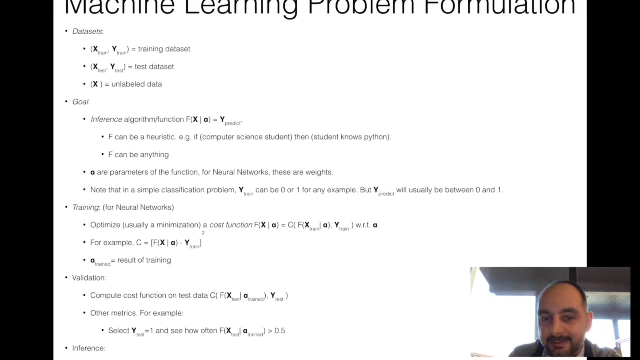 Machine Learning Problem Formulation
• Datasets:
• (X_train, Y_train) = training dataset
• (X_test, Y_test) = test dataset
• (X ) = unlabeled data
• Goal
• Inference algorithm/function F(X | α) = Y_predict.
• F can be a heuristic. e.g. if (computer science student) then (student knows python).
• F can be anything
• α are parameters of the function, for Neural Networks, these are weights.
• Note that in a simple classification problem, Y_train can be 0 or 1 for any example. But Y_predict will usually be between 0 and 1.
• Training: (for Neural Networks)
• Optimize (usually a minimization) a cost function F(X | α) = C( F(X_train| α), Y_train ) w.r.t. α
• For example, C = [F(X | α) - Y_train]^2
• α_trained= result of training
• Validation:
• Compute cost function on test data C( F(X_test| α_trained), Y_test )
• Other metrics. For example:
• Select Y_test=1 and see how often F(X_test| α_trained) > 0.5
• Inference: